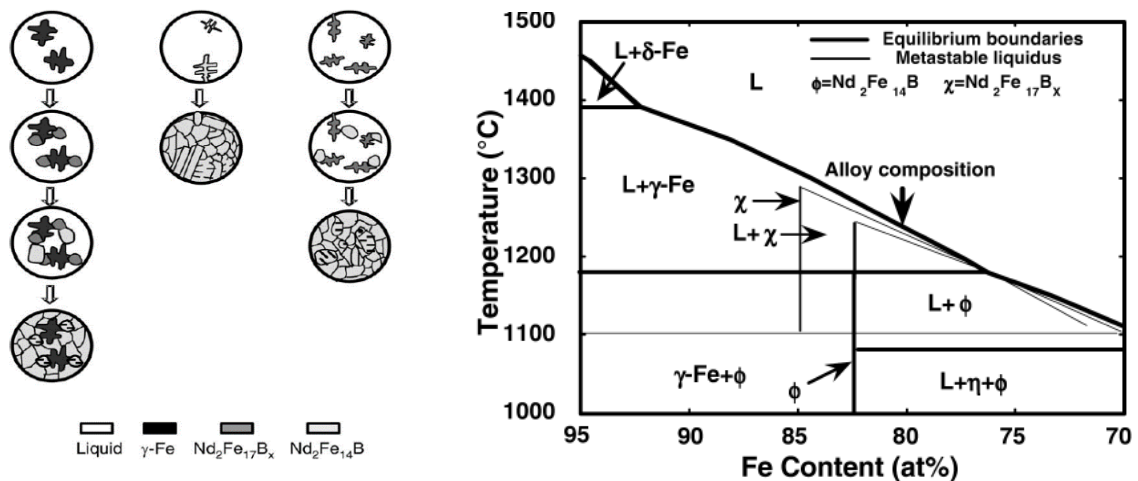 Liquid
γ-Fe
Nd₂Fe₁₇Bₓ
Nd₂Fe₁₄B
1500
1400
1300
1200
1100
1000
Temperature (°C)
95
90
85
80
75
70
Fe Content (at%)
Equilibrium boundaries
Metastable liquidus
ϕ=Nd₂Fe₁₄B χ=Nd₂Fe₁₇Bₓ
L+δ-Fe
L
Alloy composition
L+γ-Fe
χ
L+χ
L+ϕ
γ-Fe+ϕ
ϕ
L+η+ϕ